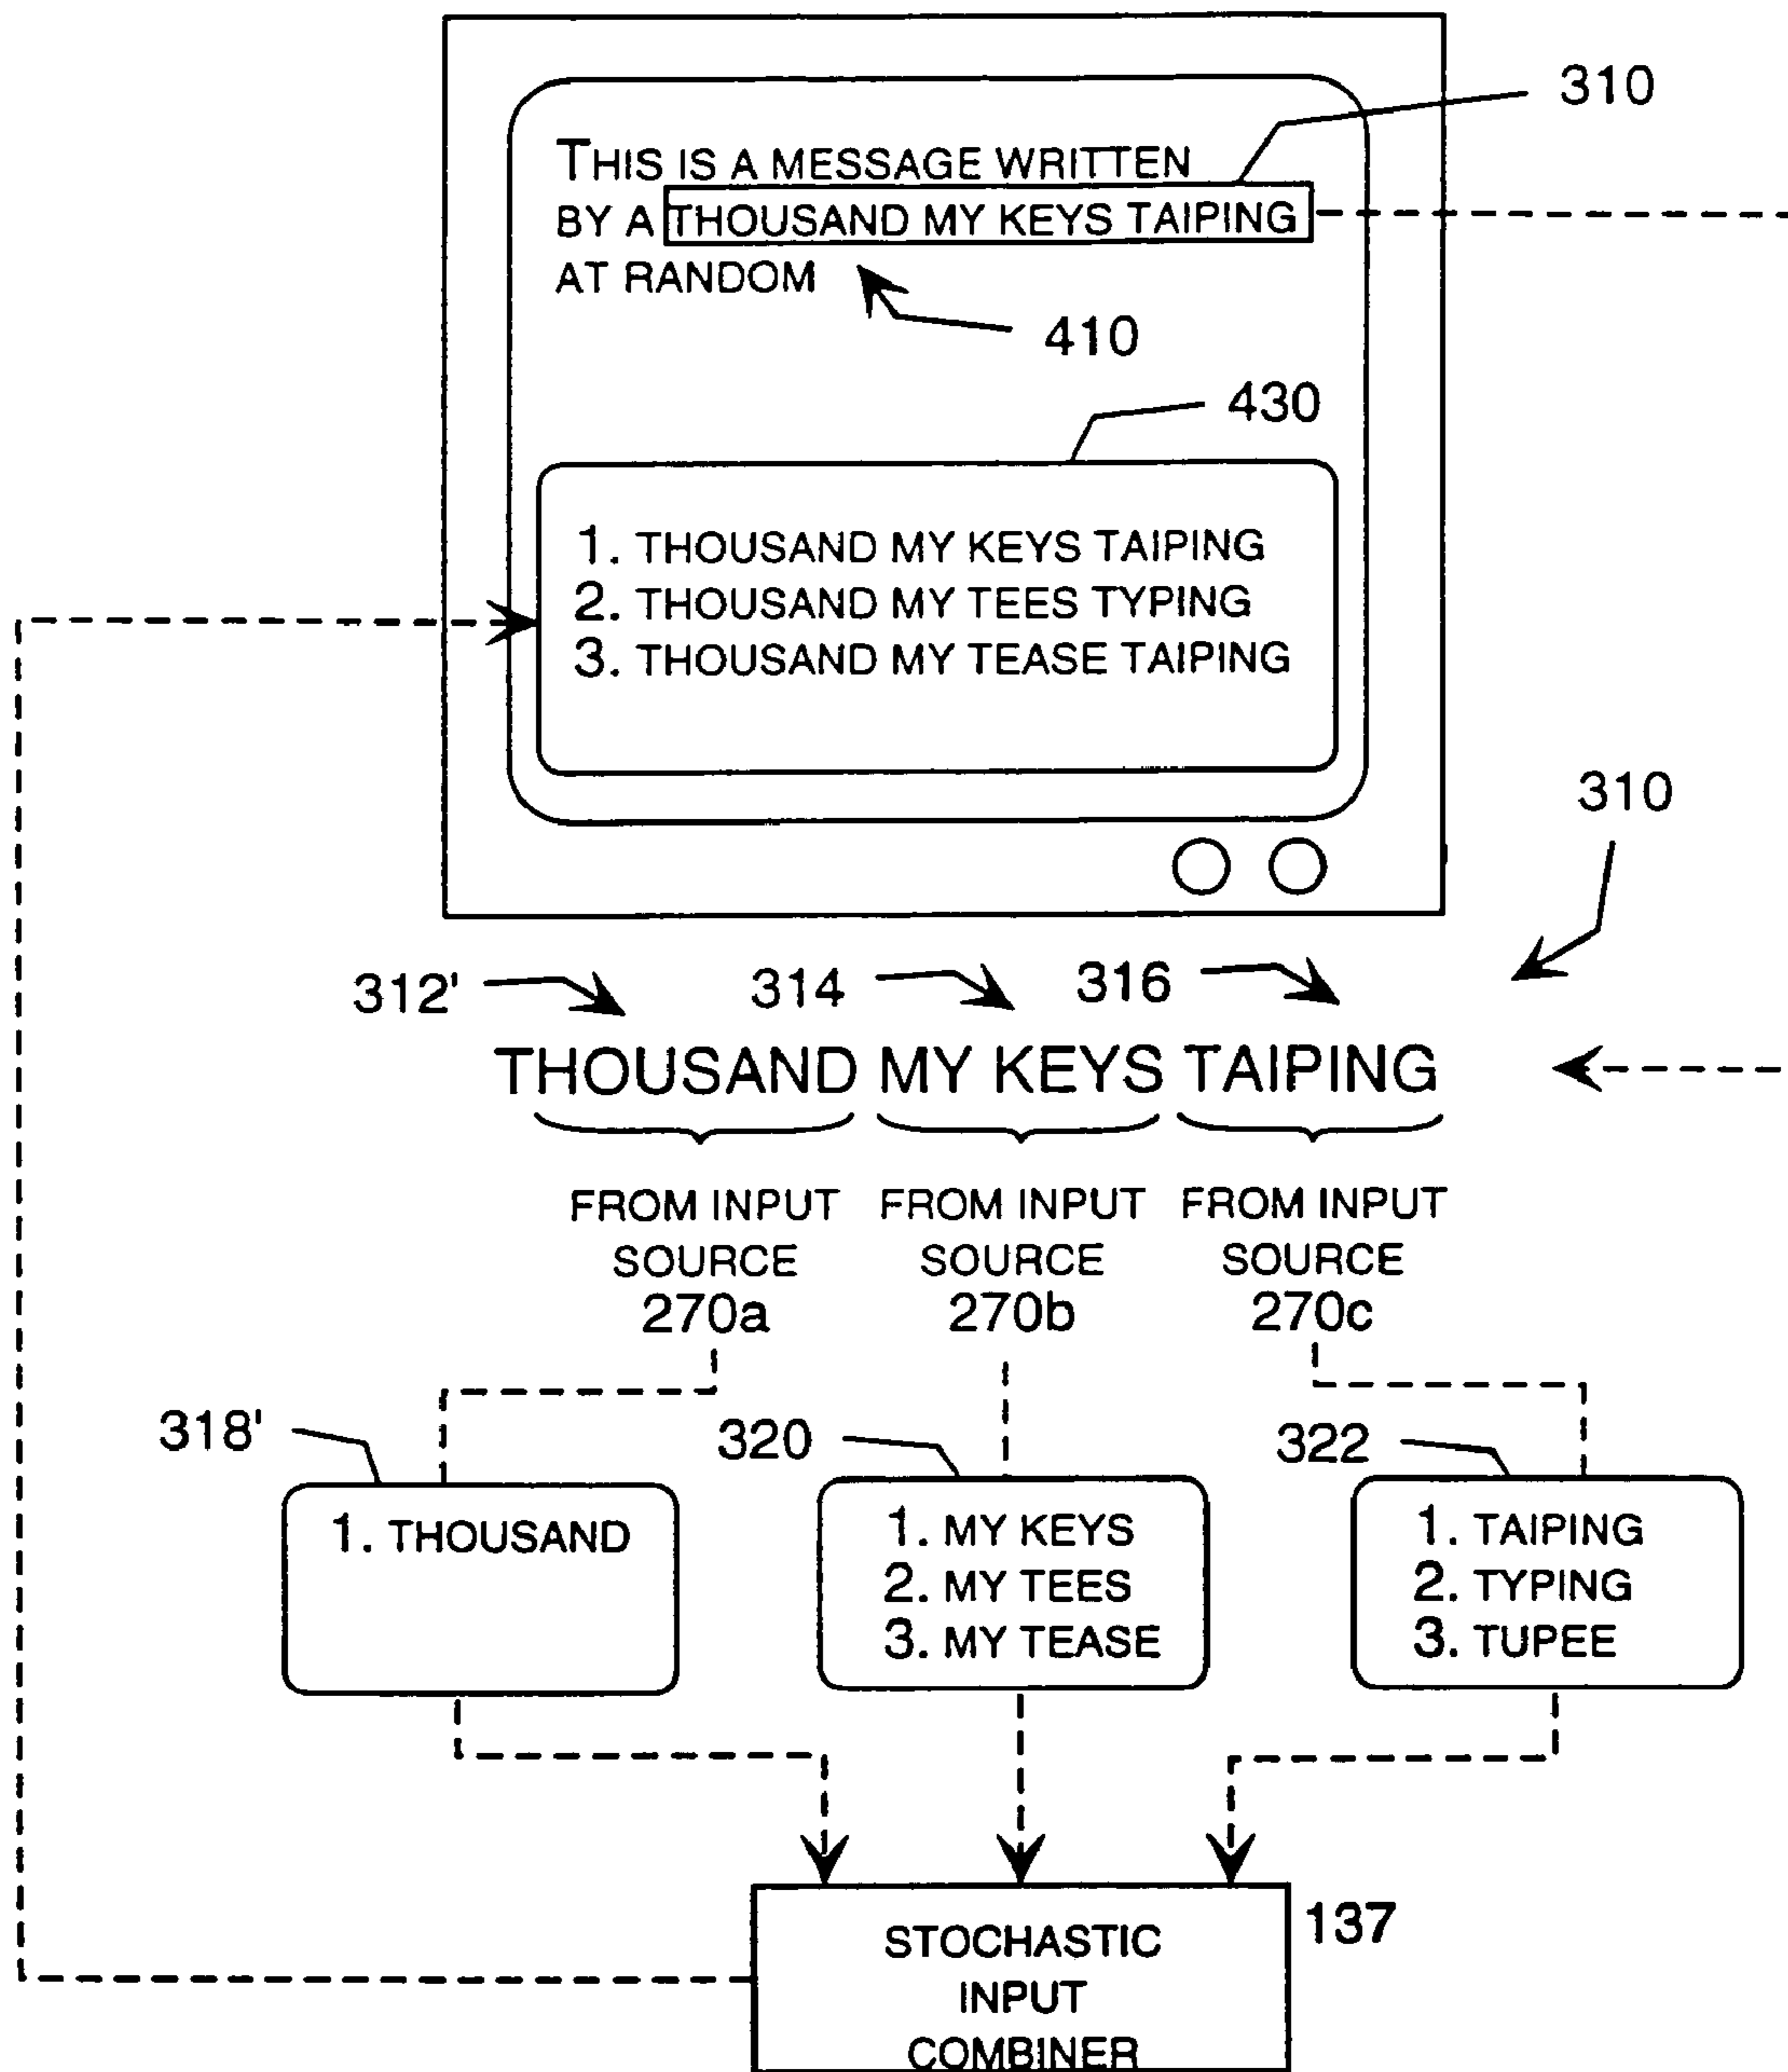 310
THIS IS A MESSAGE WRITTEN
BY A THOUSAND MY KEYS TAIPING
AT RANDOM
410
430
1. THOUSAND MY KEYS TAIPING
2. THOUSAND MY TEES TYPING
3. THOUSAND MY TEASE TAIPING
310
312' 314 316
THOUSAND MY KEYS TAIPING
FROM INPUT FROM INPUT FROM INPUT
SOURCE SOURCE SOURCE
270a 270b 270c
318' 320 322
1. THOUSAND 1. MY KEYS 1. TAIPING
2. MY TEES 2. TYPING
3. MY TEASE 3. TUPEE
137
STOCHASTIC
INPUT
COMBINER